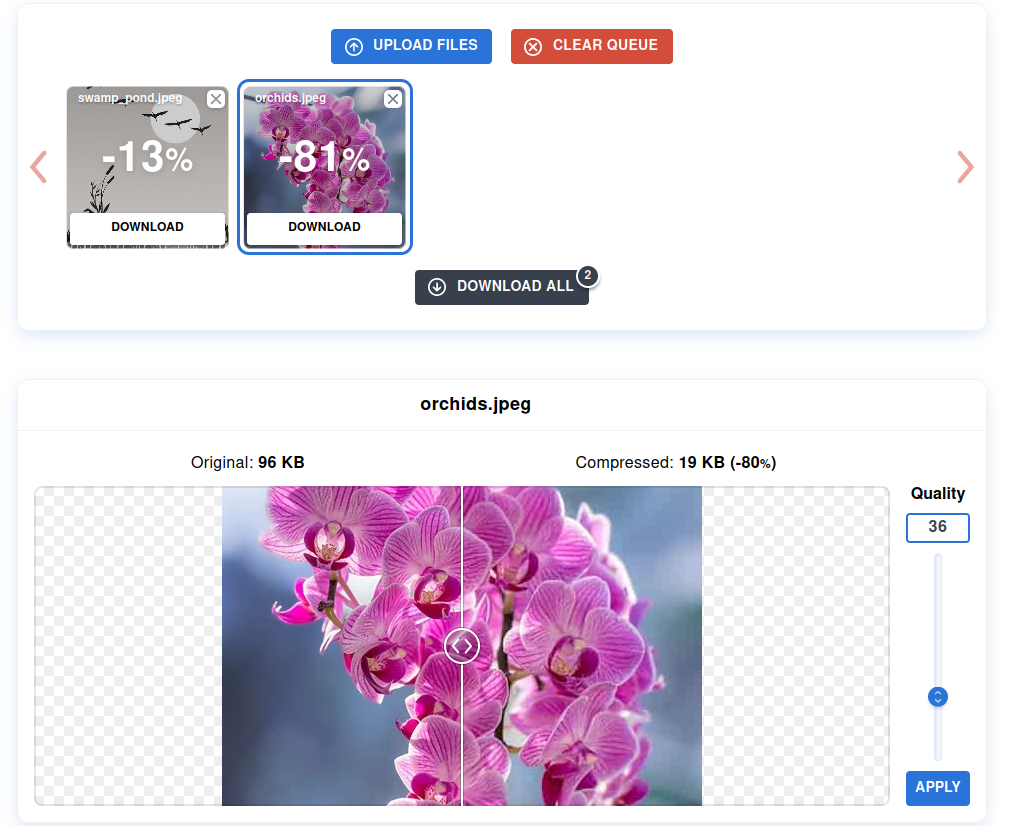 UPLOAD FILES
CLEAR QUEUE
swamp_pond.jpeg
orchids.jpeg
-13%
-81%
DOWNLOAD
DOWNLOAD
DOWNLOAD ALL
2
orchids.jpeg
Original: 96 KB
Compressed: 19 KB (-80%)
Quality
36
APPLY